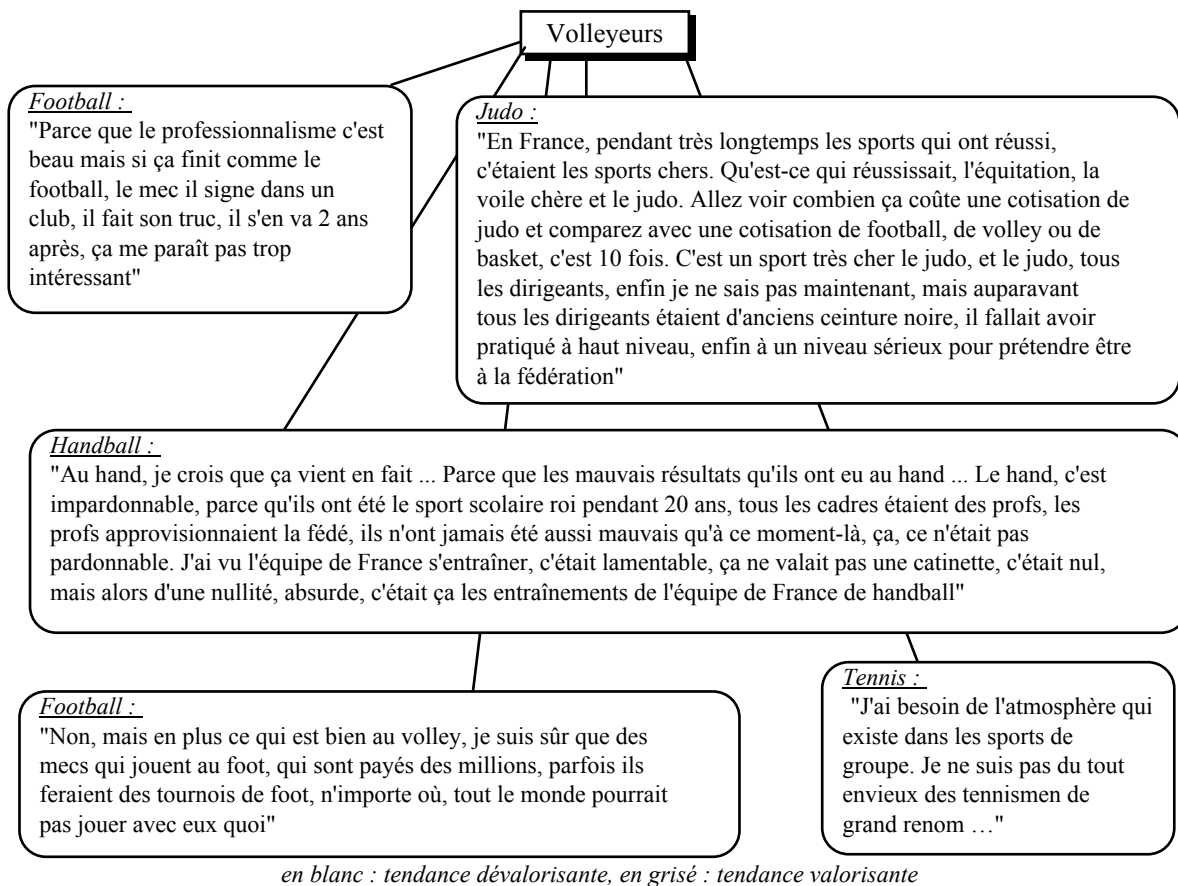 Volleyeurs
Football :
"Parce que le professionnalisme c'est
beau mais si ça finit comme le
football, le mec il signe dans un
club, il fait son truc, il s'en va 2 ans
après, ça me paraît pas trop
intéressant"
Judo :
"En France, pendant très longtemps les sports qui ont réussi,
c'étaient les sports chers. Qu'est-ce qui réussissait, l'équitation, la
voile chère et le judo. Allez voir combien ça coûte une cotisation de
judo et comparez avec une cotisation de football, de volley ou de
basket, c'est 10 fois. C'est un sport très cher le judo, et le judo, tous
les dirigeants, enfin je ne sais pas maintenant, mais auparavant
tous les dirigeants étaient d'anciens ceinture noire, il fallait avoir
pratiqué à haut niveau, enfin à un niveau sérieux pour prétendre être
à la fédération"
Handball :
"Au hand, je crois que ça vient en fait ... Parce que les mauvais résultats qu'ils ont eu au hand ... Le hand, c'est
impardonnable, parce qu'ils ont été le sport scolaire roi pendant 20 ans, tous les cadres étaient des profs, les
profs approvisionnaient la fédé, ils n'ont jamais été aussi mauvais qu'à ce moment-là, ça, ce n'était pas
pardonnable. J'ai vu l'équipe de France s'entraîner, c'était lamentable, ça ne valait pas une catinette, c'était nul,
mais alors d'une nullité, absurde, c'était ça les entraînements de l'équipe de France de handball"
Football :
"Non, mais en plus ce qui est bien au volley, je suis sûr que des
mecs qui jouent au foot, qui sont payés des millions, parfois ils
feraient des tournois de foot, n'importe où, tout le monde pourrait
pas jouer avec eux quoi"
Tennis :
"J'ai besoin de l'atmosphère qui
existe dans les sports de
groupe. Je ne suis pas du tout
envieux des tennismen de
grand renom …"
en blanc : tendance dévalorisante, en grisé : tendance valorisante